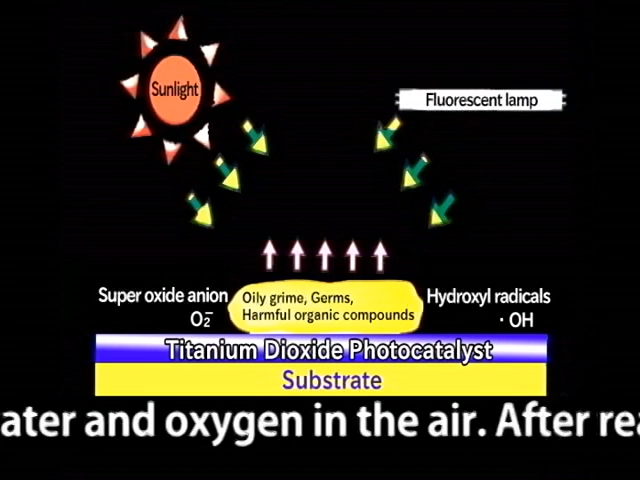 Sunlight
Fluorescent lamp
Super oxide anion
O₂⁻
Oily grime, Germs,
Harmful organic compounds
Hydroxyl radicals
· OH
Titanium Dioxide Photocatalyst
Substrate
ater and oxygen in the air. After rea